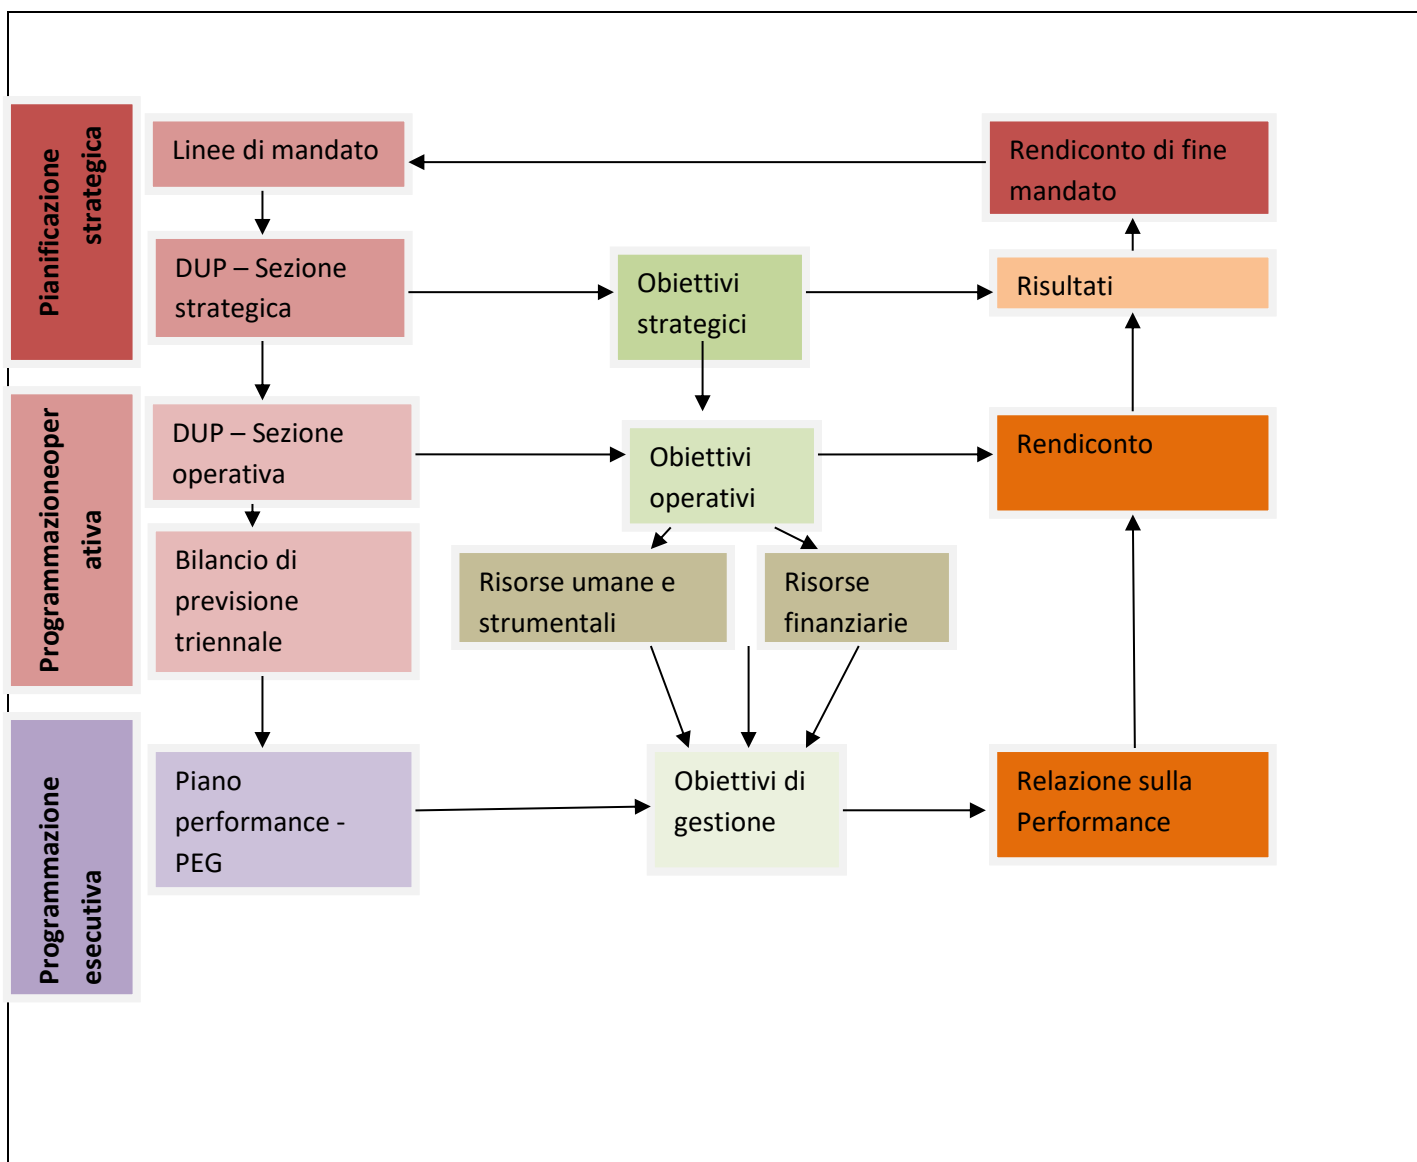 Pianificazione
strategica
Linee di mandato
Rendiconto di fine
mandato
DUP – Sezione
strategica
Obiettivi
strategici
Risultati
Programmazioneoper
ativa
DUP – Sezione
operativa
Obiettivi
operativi
Rendiconto
Bilancio di
previsione
triennale
Risorse umane e
strumentali
Risorse
finanziarie
Programmazione
esecutiva
Piano
performance -
PEG
Obiettivi di
gestione
Relazione sulla
Performance